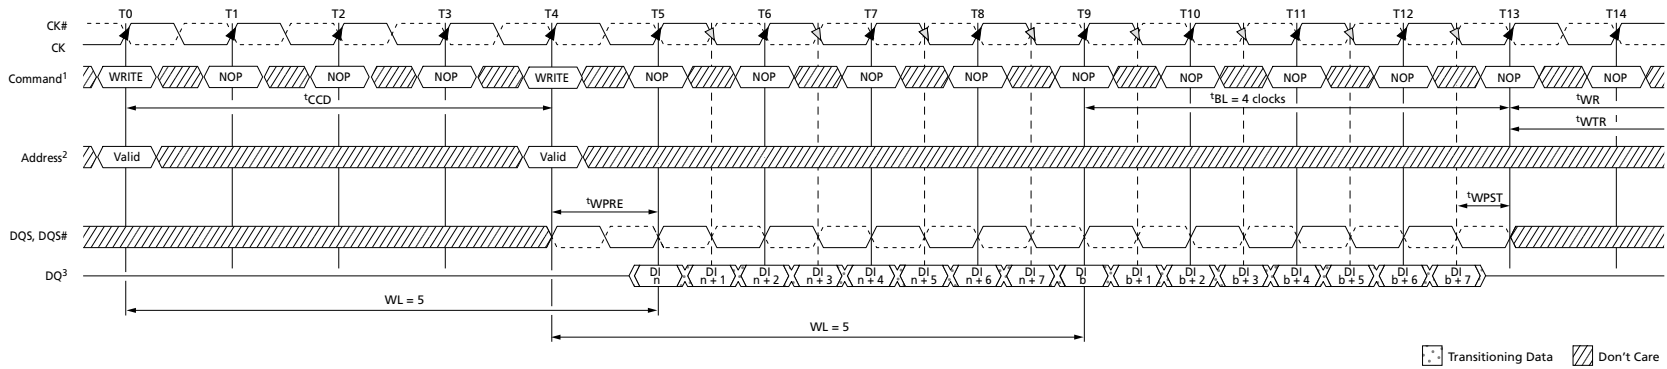 T0 T1 T2 T3 T4 T5 T6 T7 T8 T9 T10 T11 T12 T13 T14
CK#
CK
Command1 WRITE NOP NOP NOP WRITE NOP NOP NOP NOP NOP NOP NOP NOP NOP NOP
tCCD tBL = 4 clocks tWR
tWTR
Address2 Valid Valid
tWPRE tWPST
DQS, DQS#
DQ3 DI n DI n + 1 DI n + 2 DI n + 3 DI n + 4 DI n + 5 DI n + 6 DI n + 7 DI b DI b + 1 DI b + 2 DI b + 3 DI b + 4 DI b + 5 DI b + 6 DI b + 7
WL = 5
WL = 5
Transitioning Data Don't Care